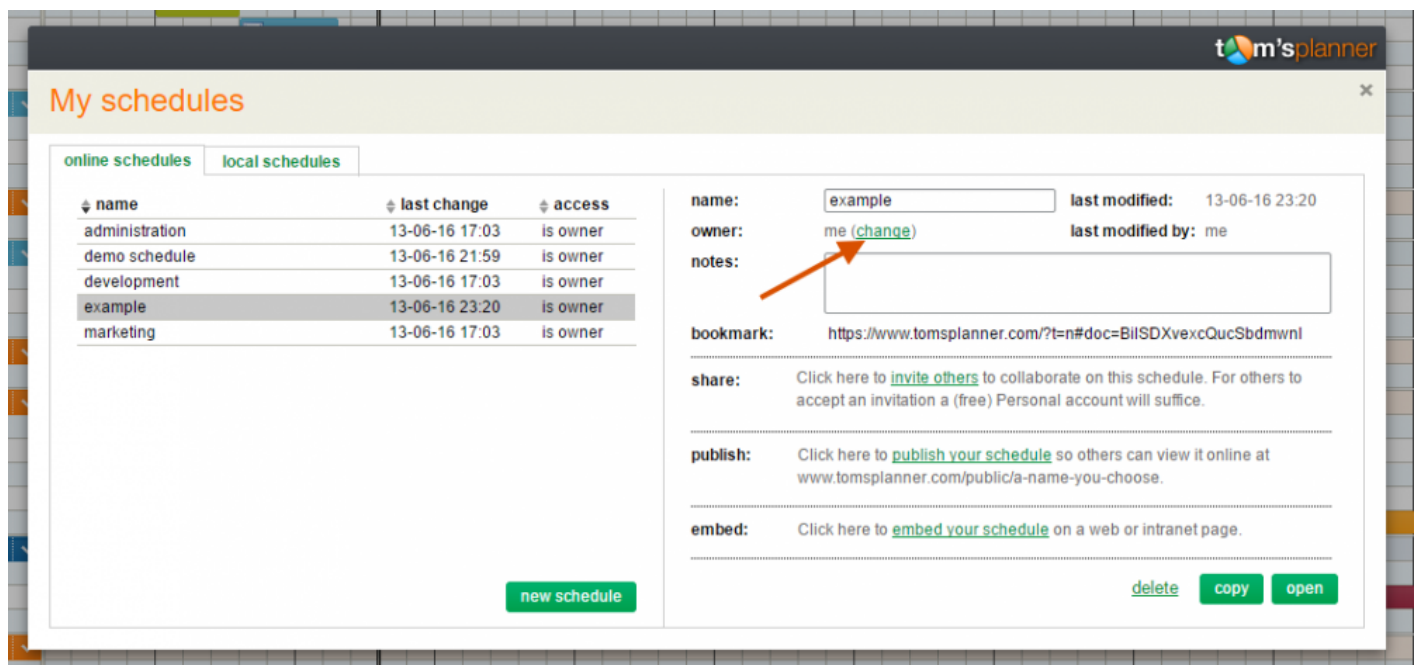 tom'splanner
My schedules
×
online schedules local schedules
name last change access
administration 13-06-16 17:03 is owner
demo schedule 13-06-16 21:59 is owner
development 13-06-16 17:03 is owner
example 13-06-16 23:20 is owner
marketing 13-06-16 17:03 is owner
new schedule
name: example last modified: 13-06-16 23:20
owner: me (change) last modified by: me
notes:
bookmark: https://www.tomsplanner.com/?t=n#doc=BilSDXvexcQucSbdmwnl
share: Click here to invite others to collaborate on this schedule. For others to
accept an invitation a (free) Personal account will suffice.
publish: Click here to publish your schedule so others can view it online at
www.tomsplanner.com/public/a-name-you-choose.
embed: Click here to embed your schedule on a web or intranet page.
delete copy open